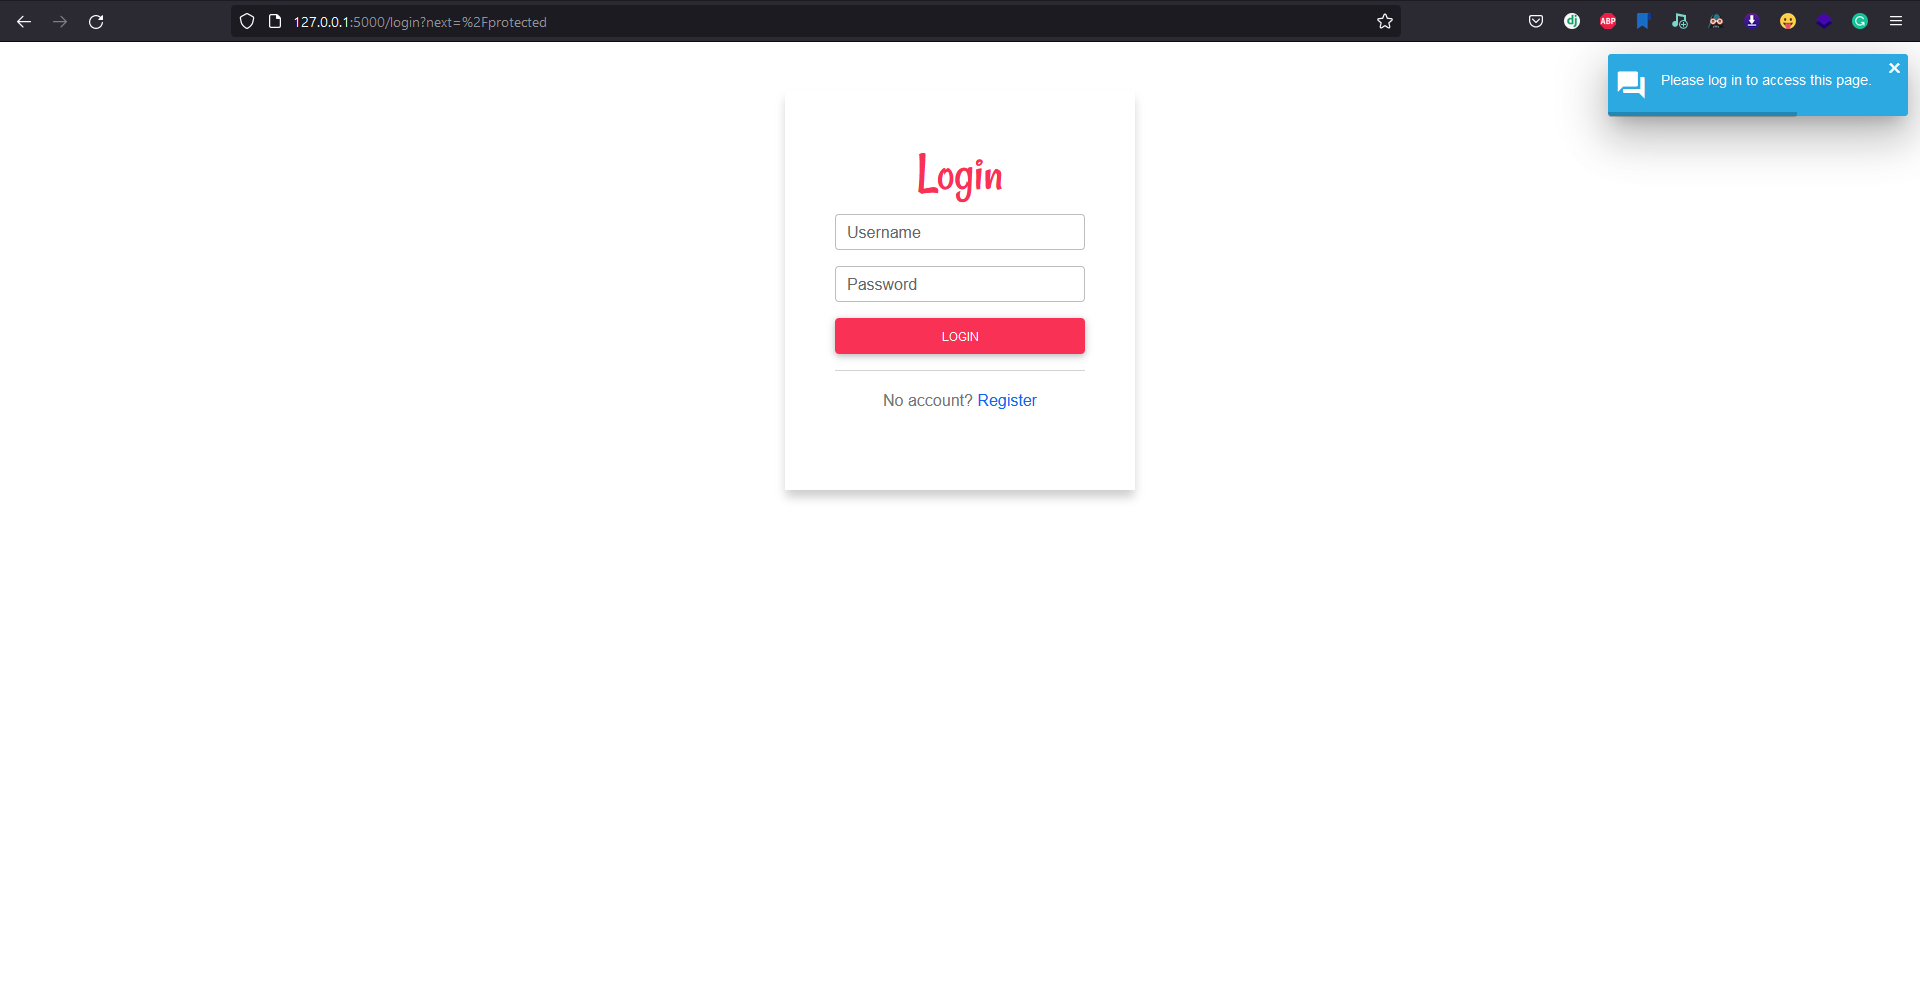 127.0.0.1:5000/login?next=%2Fprotected
dj
ABP
G
Please log in to access this page.
Login
Username
Password
LOGIN
No account? Register